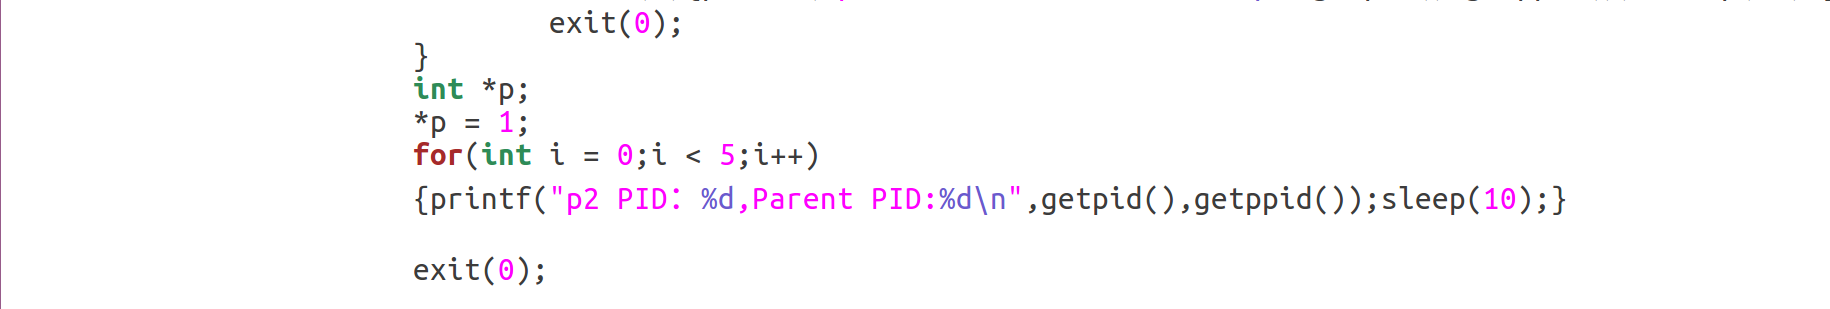 exit(0);
}
int *p;
*p = 1;
for(int i = 0;i < 5;i++)
{printf("p2 PID: %d,Parent PID:%d\n",getpid(),getppid());sleep(10);}
exit(0);